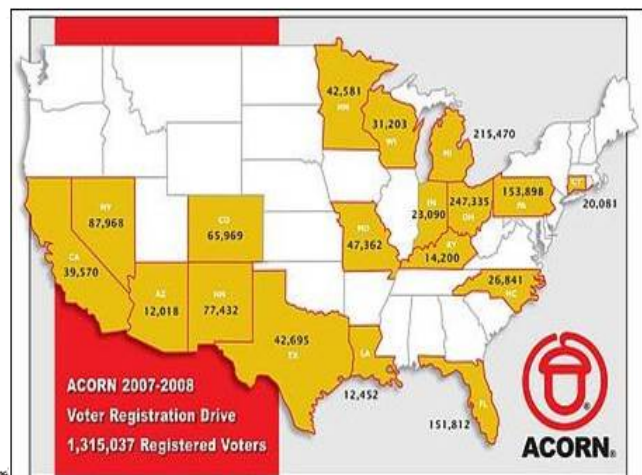 42,581
MN
31,203
WI
215,470
MI
NV
87,968
CO
65,969
CA
39,570
MO
47,362
IN
23,090
247,335
OH
153,898
PA
CT
20,081
KY
14,200
AZ
12,018
NM
77,432
26,841
NC
42,695
TX
LA
12,452
FL
151,812
ACORN 2007-2008
Voter Registration Drive
1,315,037 Registered Voters
ACORN®